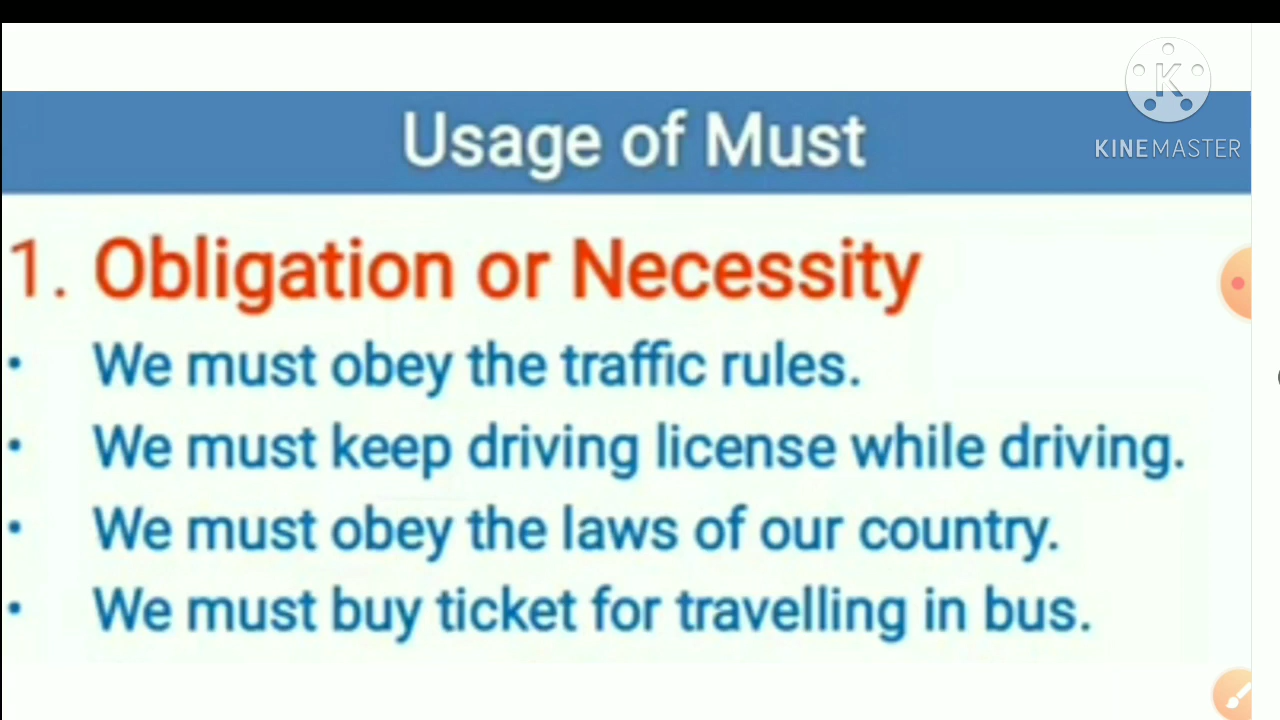 Usage of Must
K
KINEMASTER
1. Obligation or Necessity
• We must obey the traffic rules.
• We must keep driving license while driving.
• We must obey the laws of our country.
• We must buy ticket for travelling in bus.